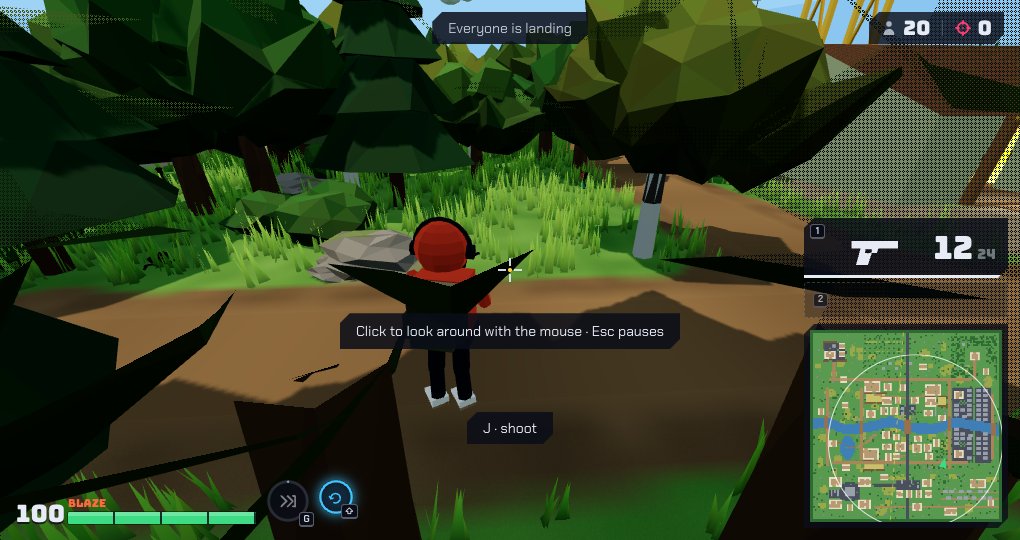 Everyone is landing
20
0
1
12 24
2
Click to look around with the mouse · Esc pauses
J · shoot
BLAZE
100
G